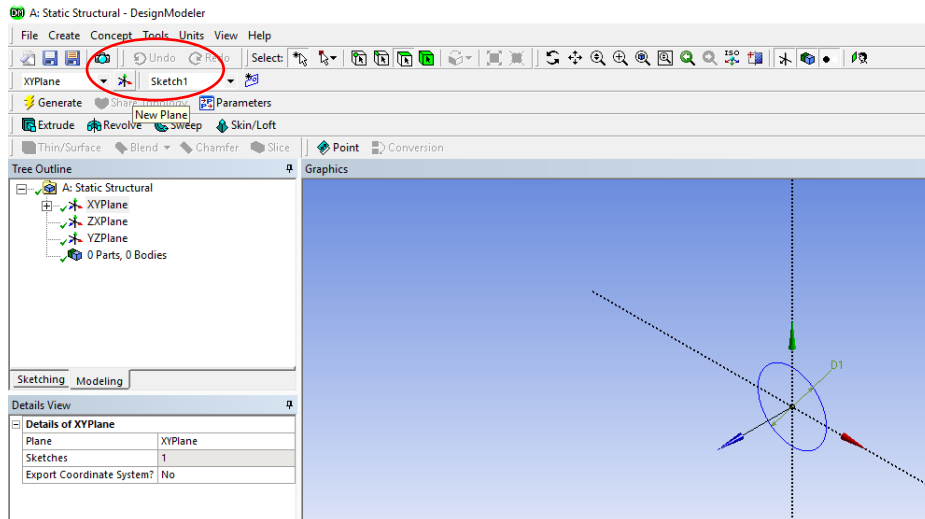 A: Static Structural - DesignModeler
File Create Concept Tools Units View Help
Undo Redo Select: ISO
XYPlane Sketch1
Generate Share Topology Parameters
New Plane
Extrude Revolve Sweep Skin/Loft
Thin/Surface Blend Chamfer Slice Point Conversion
Tree Outline Graphics
A: Static Structural
XYPlane
ZXPlane
YZPlane
0 Parts, 0 Bodies
D1
Sketching Modeling
Details View
Details of XYPlane
Plane XYPlane
Sketches 1
Export Coordinate System? No